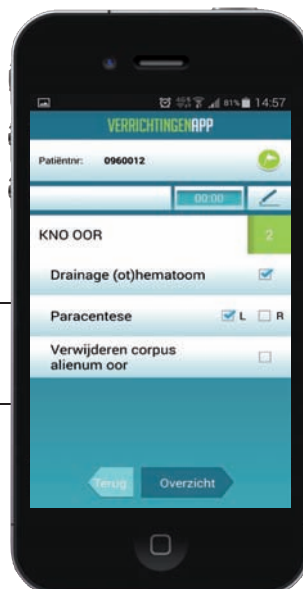 81% 14:57
VERRICHTINGENAPP
Patiëntnr: 0960012
00:00
KNO OOR 2
Drainage (ot)hematoom
Paracentese L R
Verwijderen corpus
alienum oor
Terug Overzicht